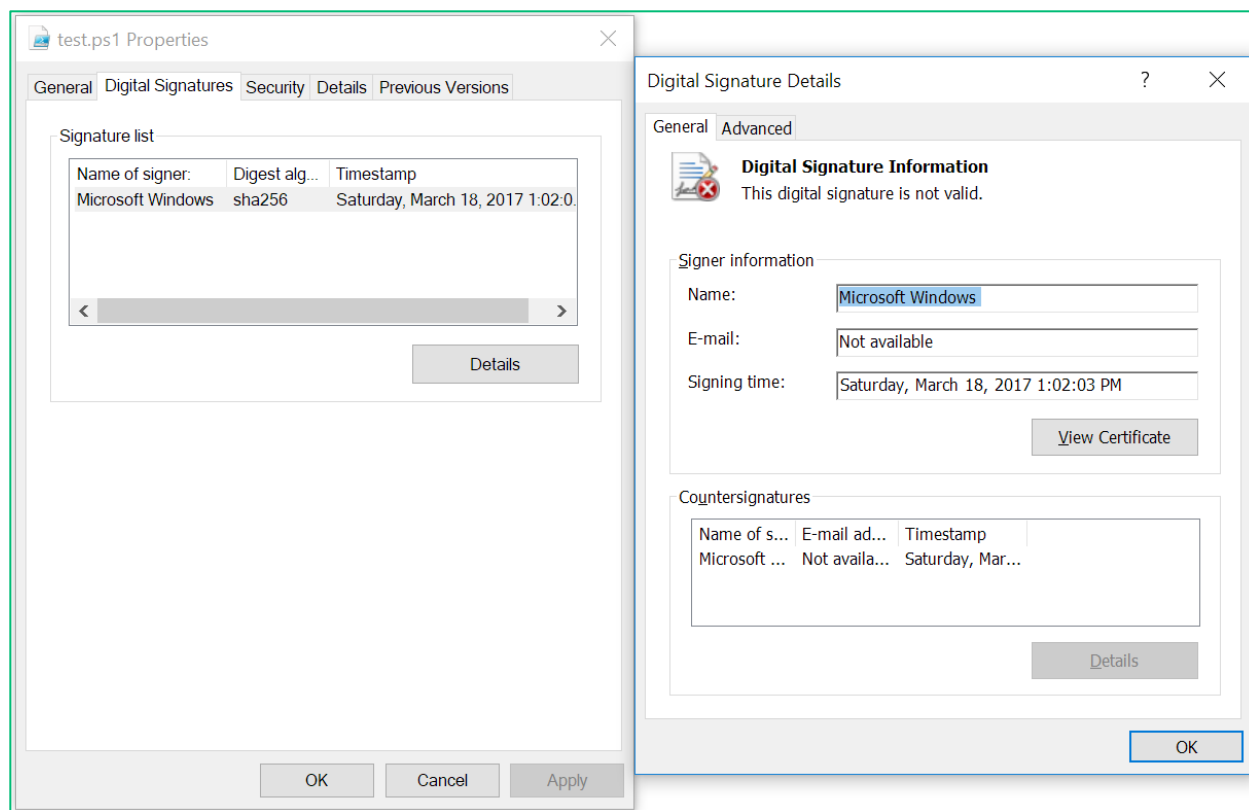 test.ps1 Properties
General Digital Signatures Security Details Previous Versions
Signature list
Name of signer: Digest alg... Timestamp
Microsoft Windows sha256 Saturday, March 18, 2017 1:02:0.
Details
OK Cancel Apply
Digital Signature Details ?
General Advanced
Digital Signature Information
This digital signature is not valid.
Signer information
Name: Microsoft Windows
E-mail: Not available
Signing time: Saturday, March 18, 2017 1:02:03 PM
View Certificate
Countersignatures
Name of s... E-mail ad... Timestamp
Microsoft ... Not availa... Saturday, Mar...
Details
OK